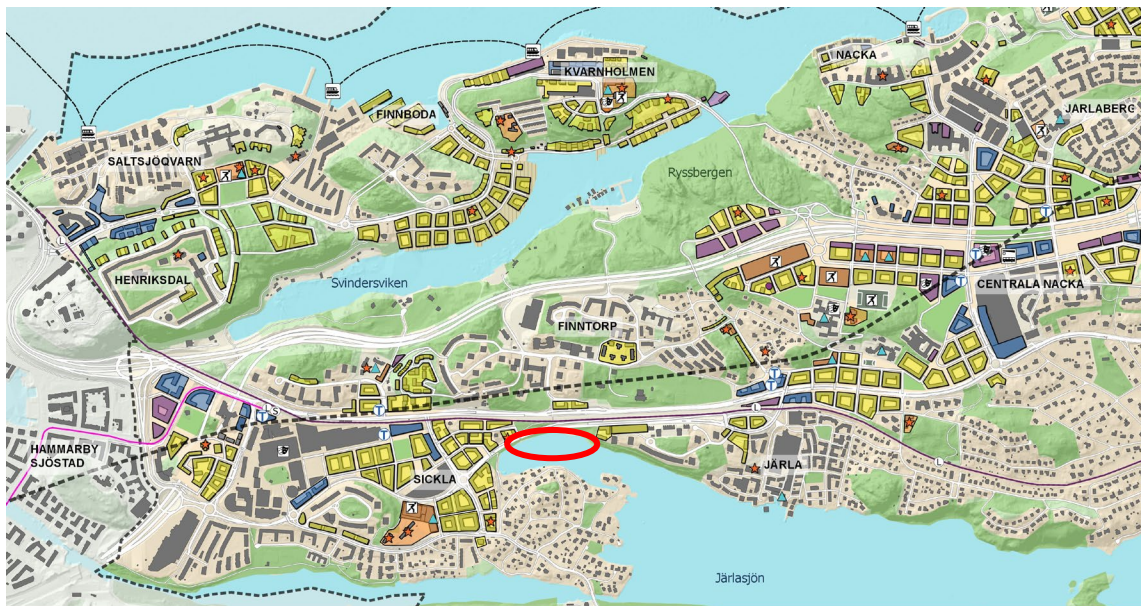 NACKA
KVARNHOLMEN
FINNBODA
JARLABERG
SALTSJÖQVARN
Ryssbergen
L
T
HENRIKSDAL
Svindersviken
T
CENTRALA NACKA
T
FINNTORP
T
T
T
L
L S
T
T
HAMMARBY
SJÖSTAD
SICKLA
JÄRLA
L
Järlasjön